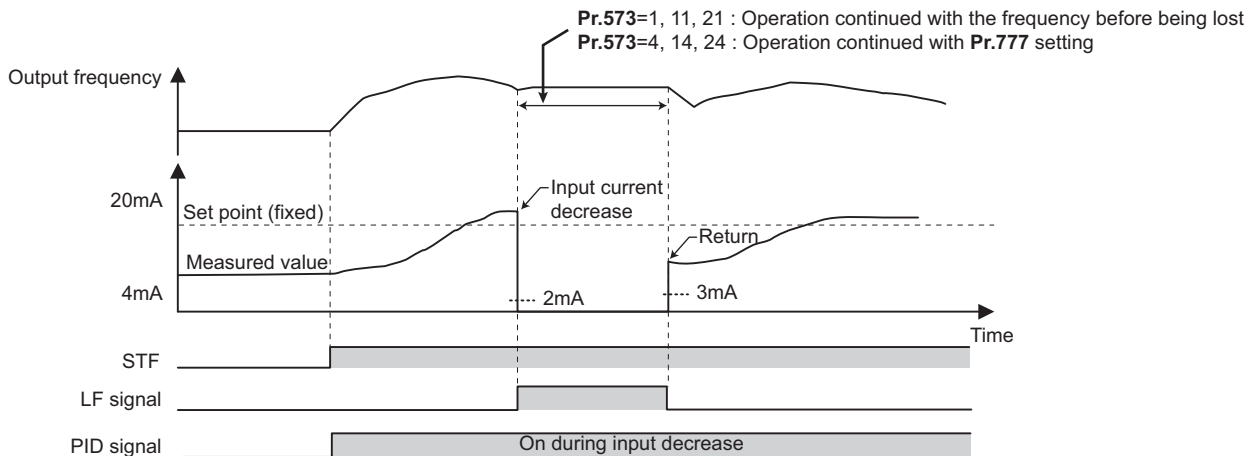 Pr.573=1, 11, 21 : Operation continued with the frequency before being lost
Pr.573=4, 14, 24 : Operation continued with Pr.777 setting
Output frequency
20mA
Set point (fixed)
Input current
decrease
Measured value
Return
4mA
2mA
3mA
Time
STF
LF signal
PID signal
On during input decrease